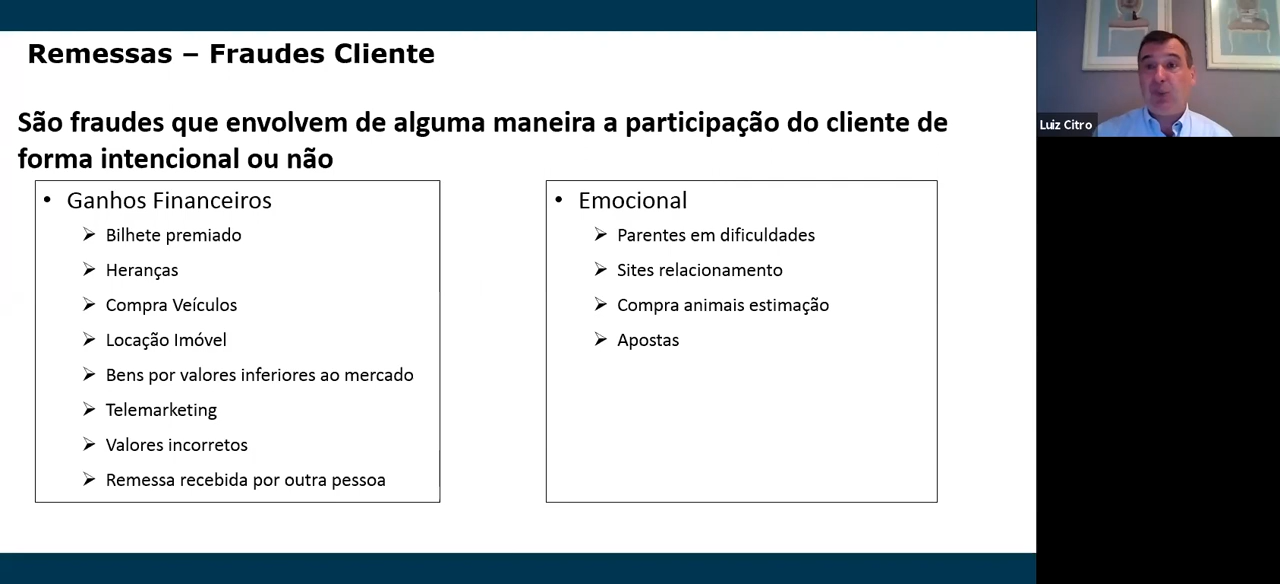 Remessas – Fraudes Cliente
São fraudes que envolvem de alguma maneira a participação do cliente de
forma intencional ou não
• Ganhos Financeiros
➢ Bilhete premiado
➢ Heranças
➢ Compra Veículos
➢ Locação Imóvel
➢ Bens por valores inferiores ao mercado
➢ Telemarketing
➢ Valores incorretos
➢ Remessa recebida por outra pessoa
• Emocional
➢ Parentes em dificuldades
➢ Sites relacionamento
➢ Compra animais estimação
➢ Apostas
Luiz Citro